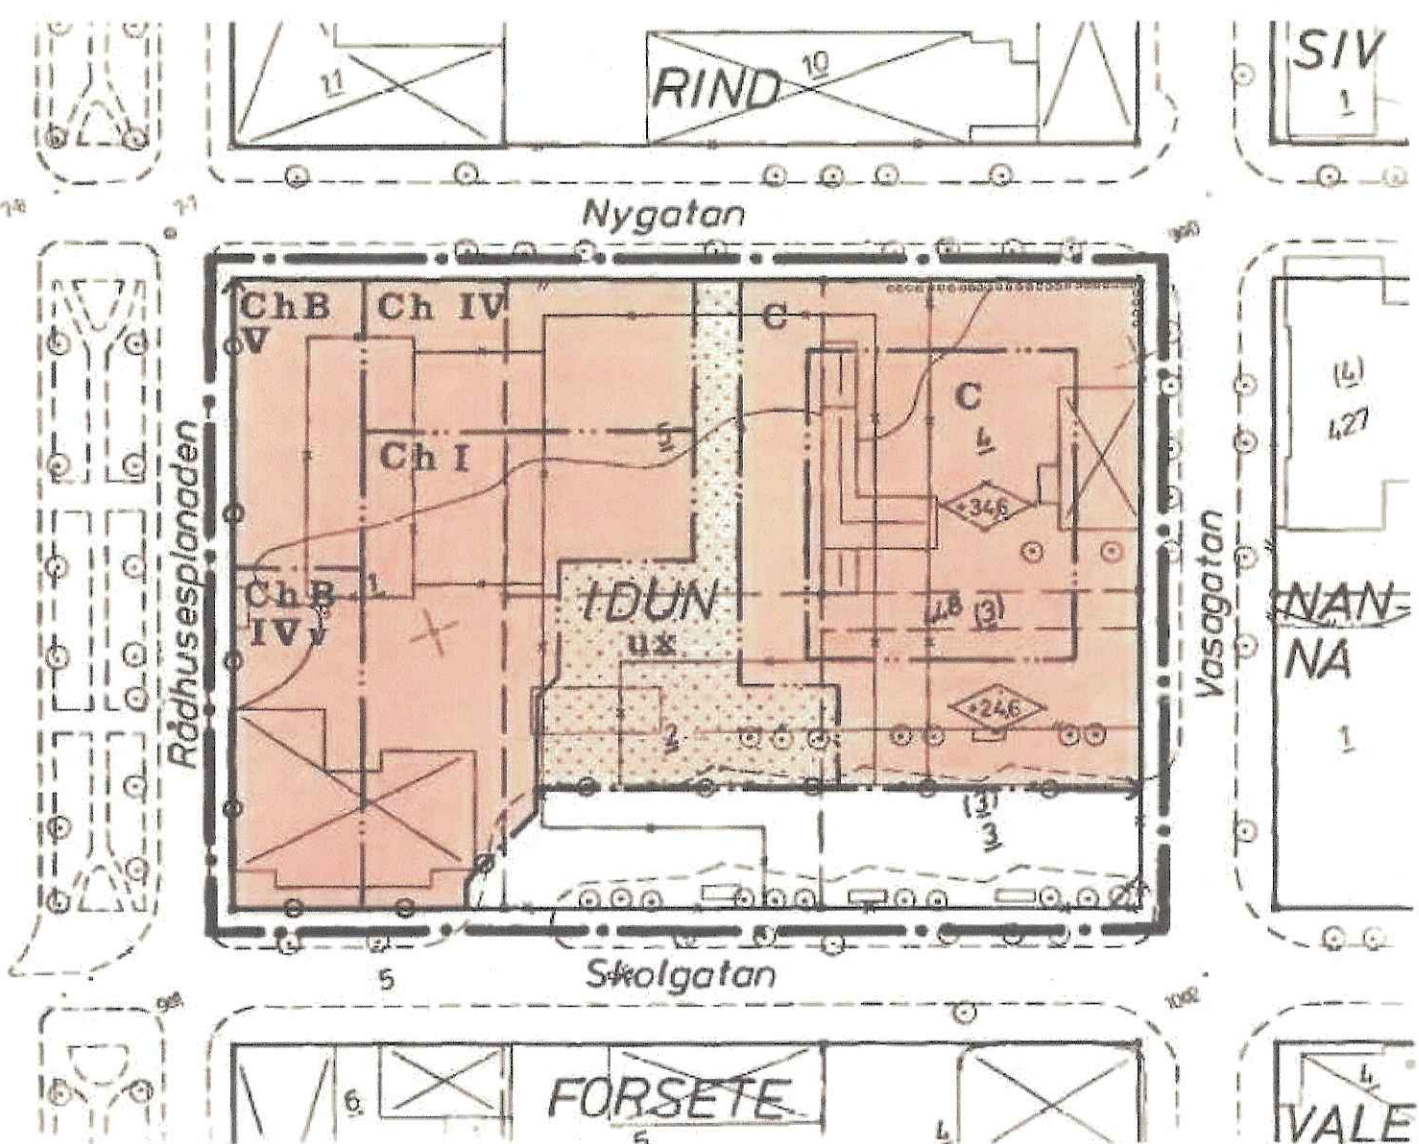 11
RIND
10
SIV
1
Nygatan
ChB
V
Ch IV
C
C
4
5
Ch I
(4)
427
+34,6
Rådhusesplanaden
Vasagatan
ChB
IV v
1
IDUN
ux
48 (3)
NAN
NA
1
+24,6
2
(3)
3
Skolgatan
5
6
FORSETE
5
4
4
VALE